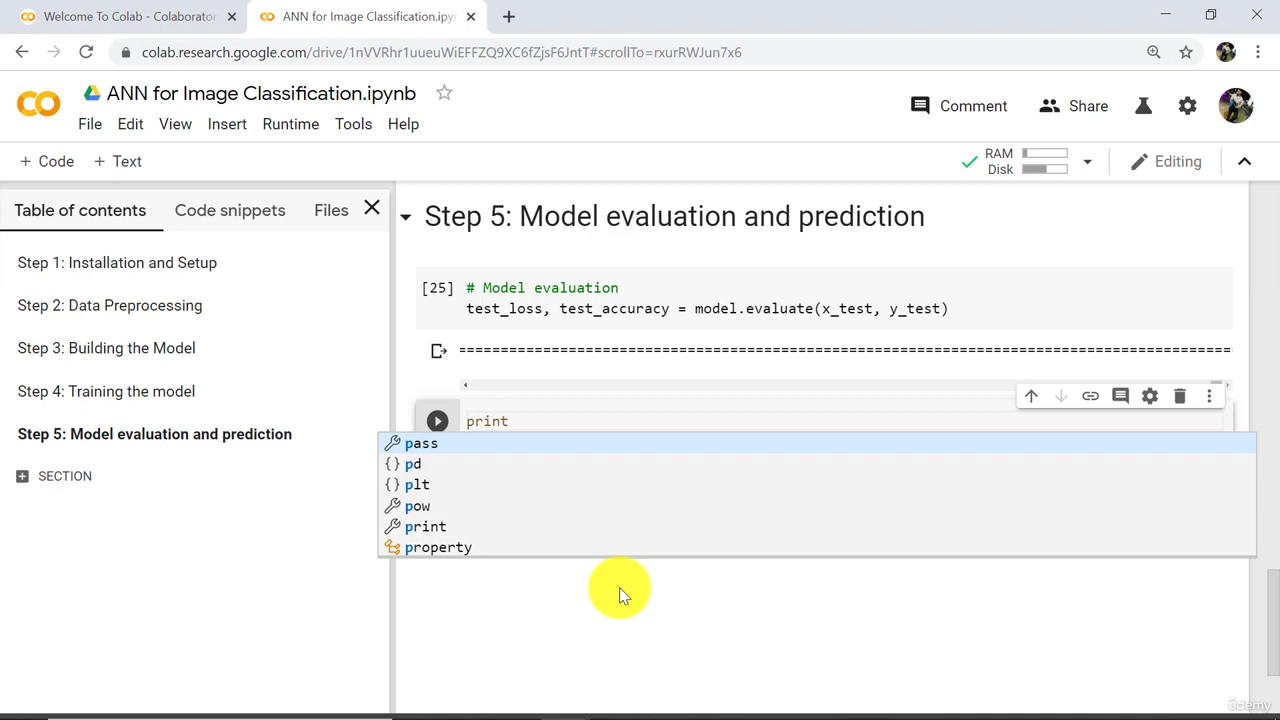 Welcome To Colab - Colaborator
ANN for Image Classification.ipyn
colab.research.google.com/drive/1nVVRhr1uueuWiEFFZQ9XC6fZjsF6JntT#scrollTo=rxurRWJun7x6
ANN for Image Classification.ipynb
Comment
Share
File Edit View Insert Runtime Tools Help
+ Code + Text
RAM
Disk
Editing
Table of contents Code snippets Files
Step 1: Installation and Setup
Step 2: Data Preprocessing
Step 3: Building the Model
Step 4: Training the model
Step 5: Model evaluation and prediction
SECTION
Step 5: Model evaluation and prediction
[25] # Model evaluation
test_loss, test_accuracy = model.evaluate(x_test, y_test)
==========================================================================================
print
pass
pd
plt
pow
print
property
ûdemy